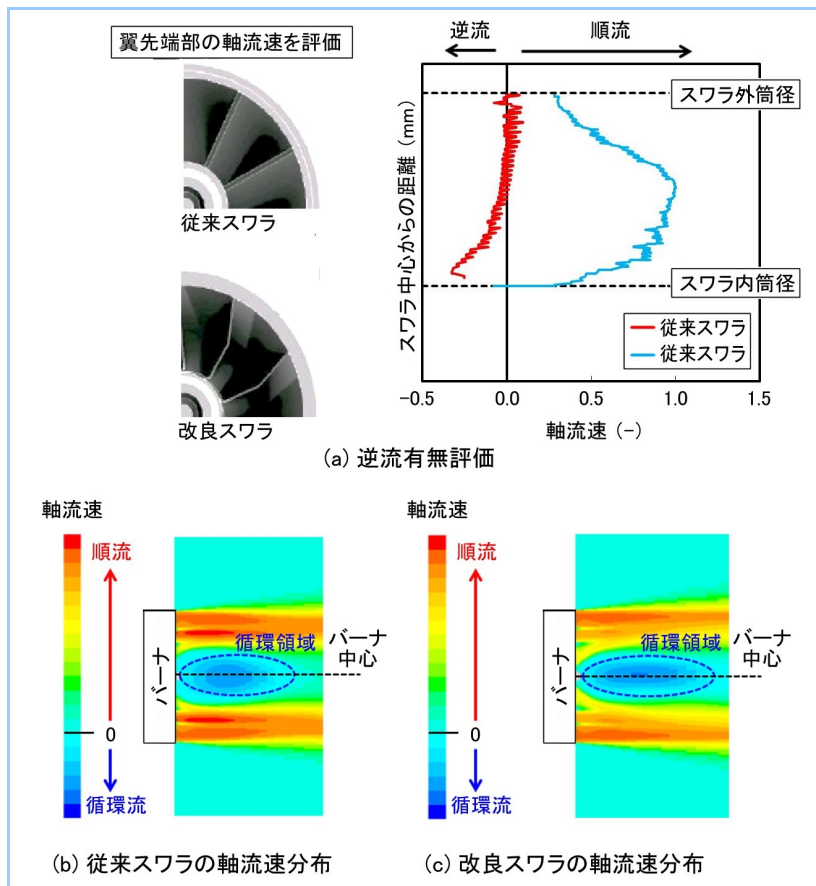 翼先端部の軸流速を評価
従来スワラ
改良スワラ
逆流
順流
スワラ中心からの距離 (mm)
スワラ外筒径
スワラ内筒径
従来スワラ
従来スワラ
-0.5 0.0 0.5 1.0 1.5
軸流速 (-)
(a) 逆流有無評価
軸流速
順流
0
循環流
バーナ
循環領域
バーナ
中心
(b) 従来スワラの軸流速分布
軸流速
順流
0
循環流
バーナ
循環領域
バーナ
中心
(c) 改良スワラの軸流速分布